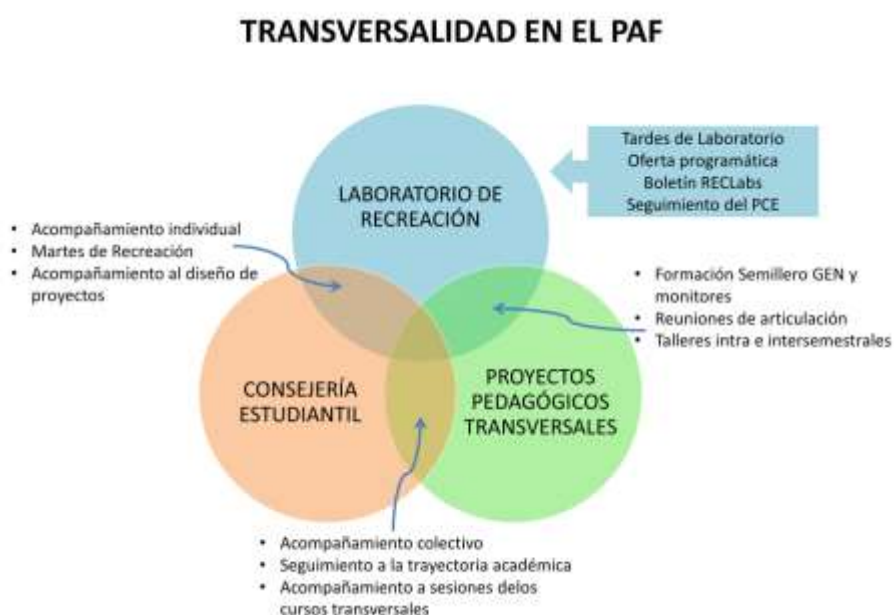 TRANSVERSALIDAD EN EL PAF
Tardes de Laboratorio
Oferta programática
Boletín RECLabs
Seguimiento del PCE
LABORATORIO DE
RECREACIÓN
• Acompañamiento individual
• Martes de Recreación
• Acompañamiento al diseño de
proyectos
• Formación Semillero GEN y
monitores
• Reuniones de articulación
• Talleres intra e intersemestrales
CONSEJERÍA
ESTUDIANTIL
PROYECTOS
PEDAGÓGICOS
TRANSVERSALES
• Acompañamiento colectivo
• Seguimiento a la trayectoria académica
• Acompañamiento a sesiones delos
cursos transversales